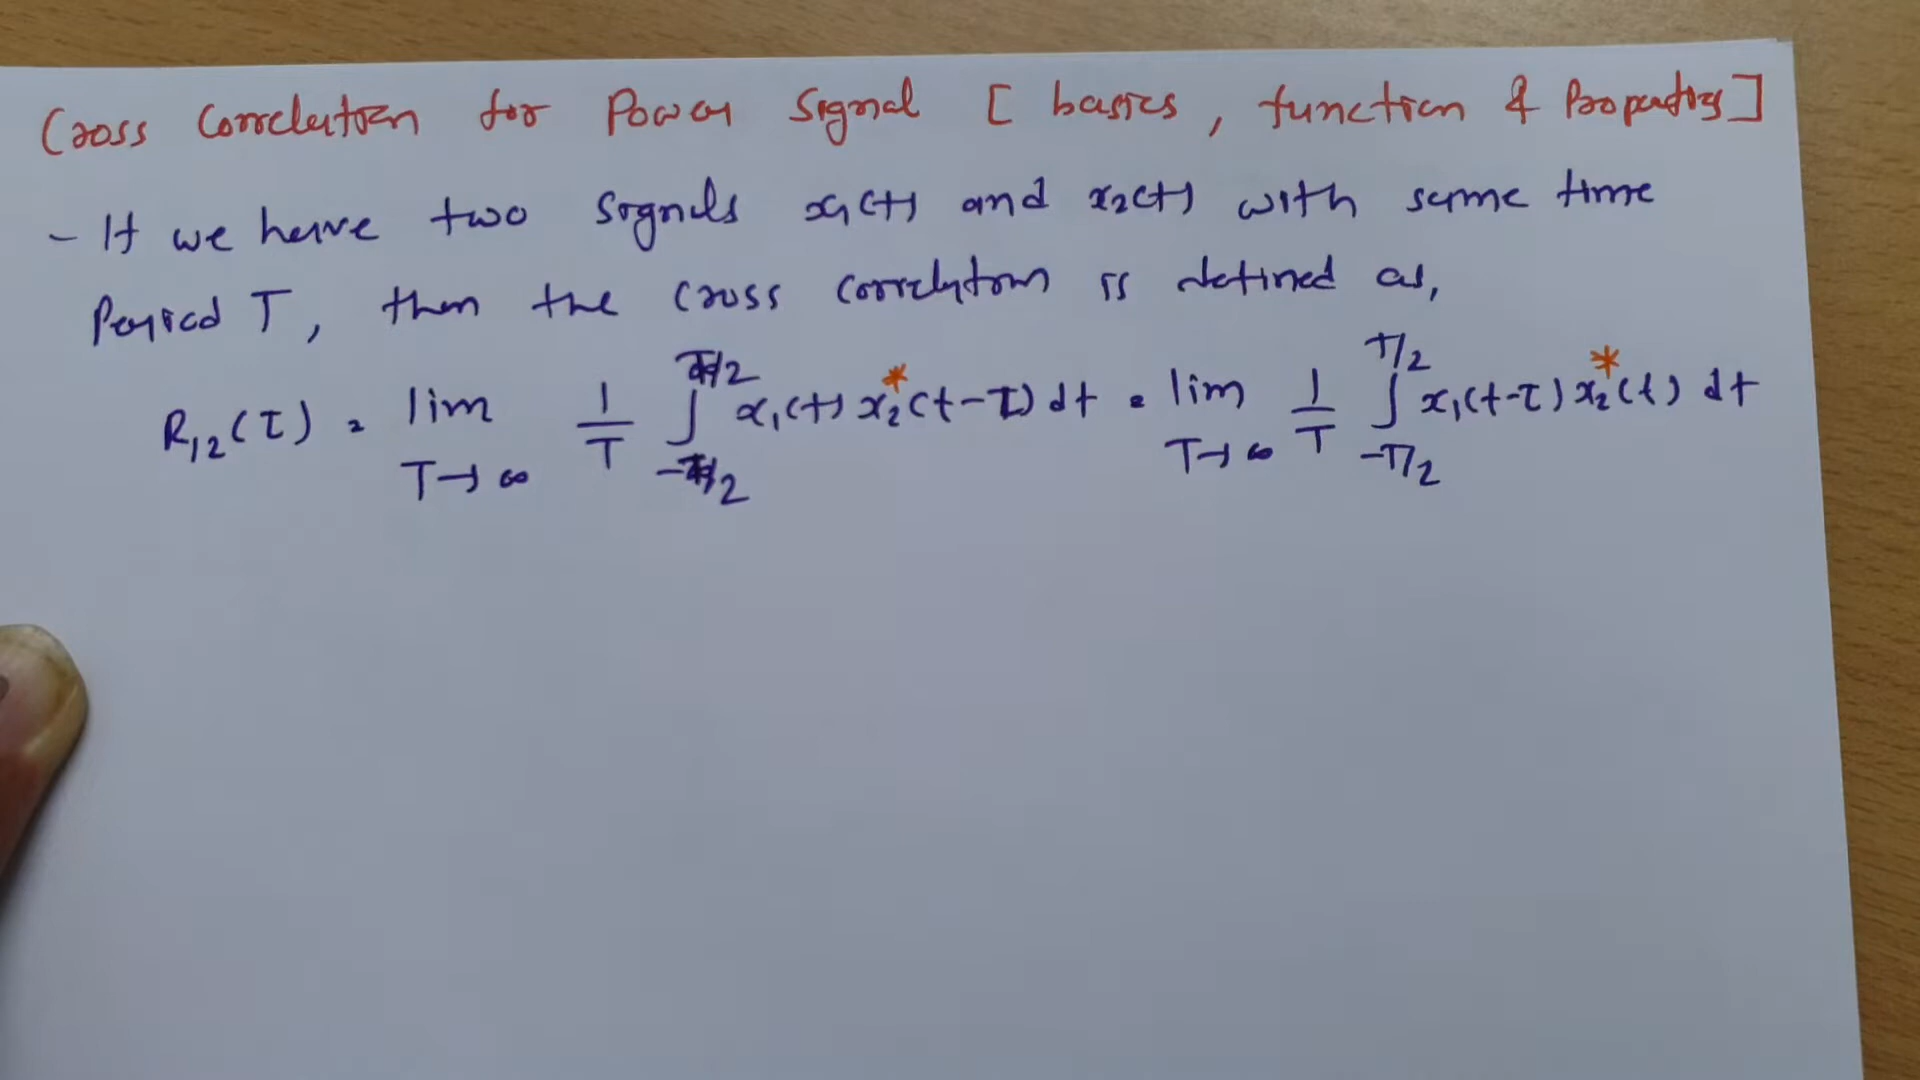 Cross Correlation for Power Signal [ basics, function & Properties ]
- If we have two signals x₁(t) and x₂(t) with same time
Period T, then the cross correlation is defined as,
R₁₂(τ) = lim T→∞ 1/T ∫_{-T/2}^{T/2} x₁(t) x₂*(t-τ) dt = lim T→∞ 1/T ∫_{-T/2}^{T/2} x₁(t-τ) x₂*(t) dt